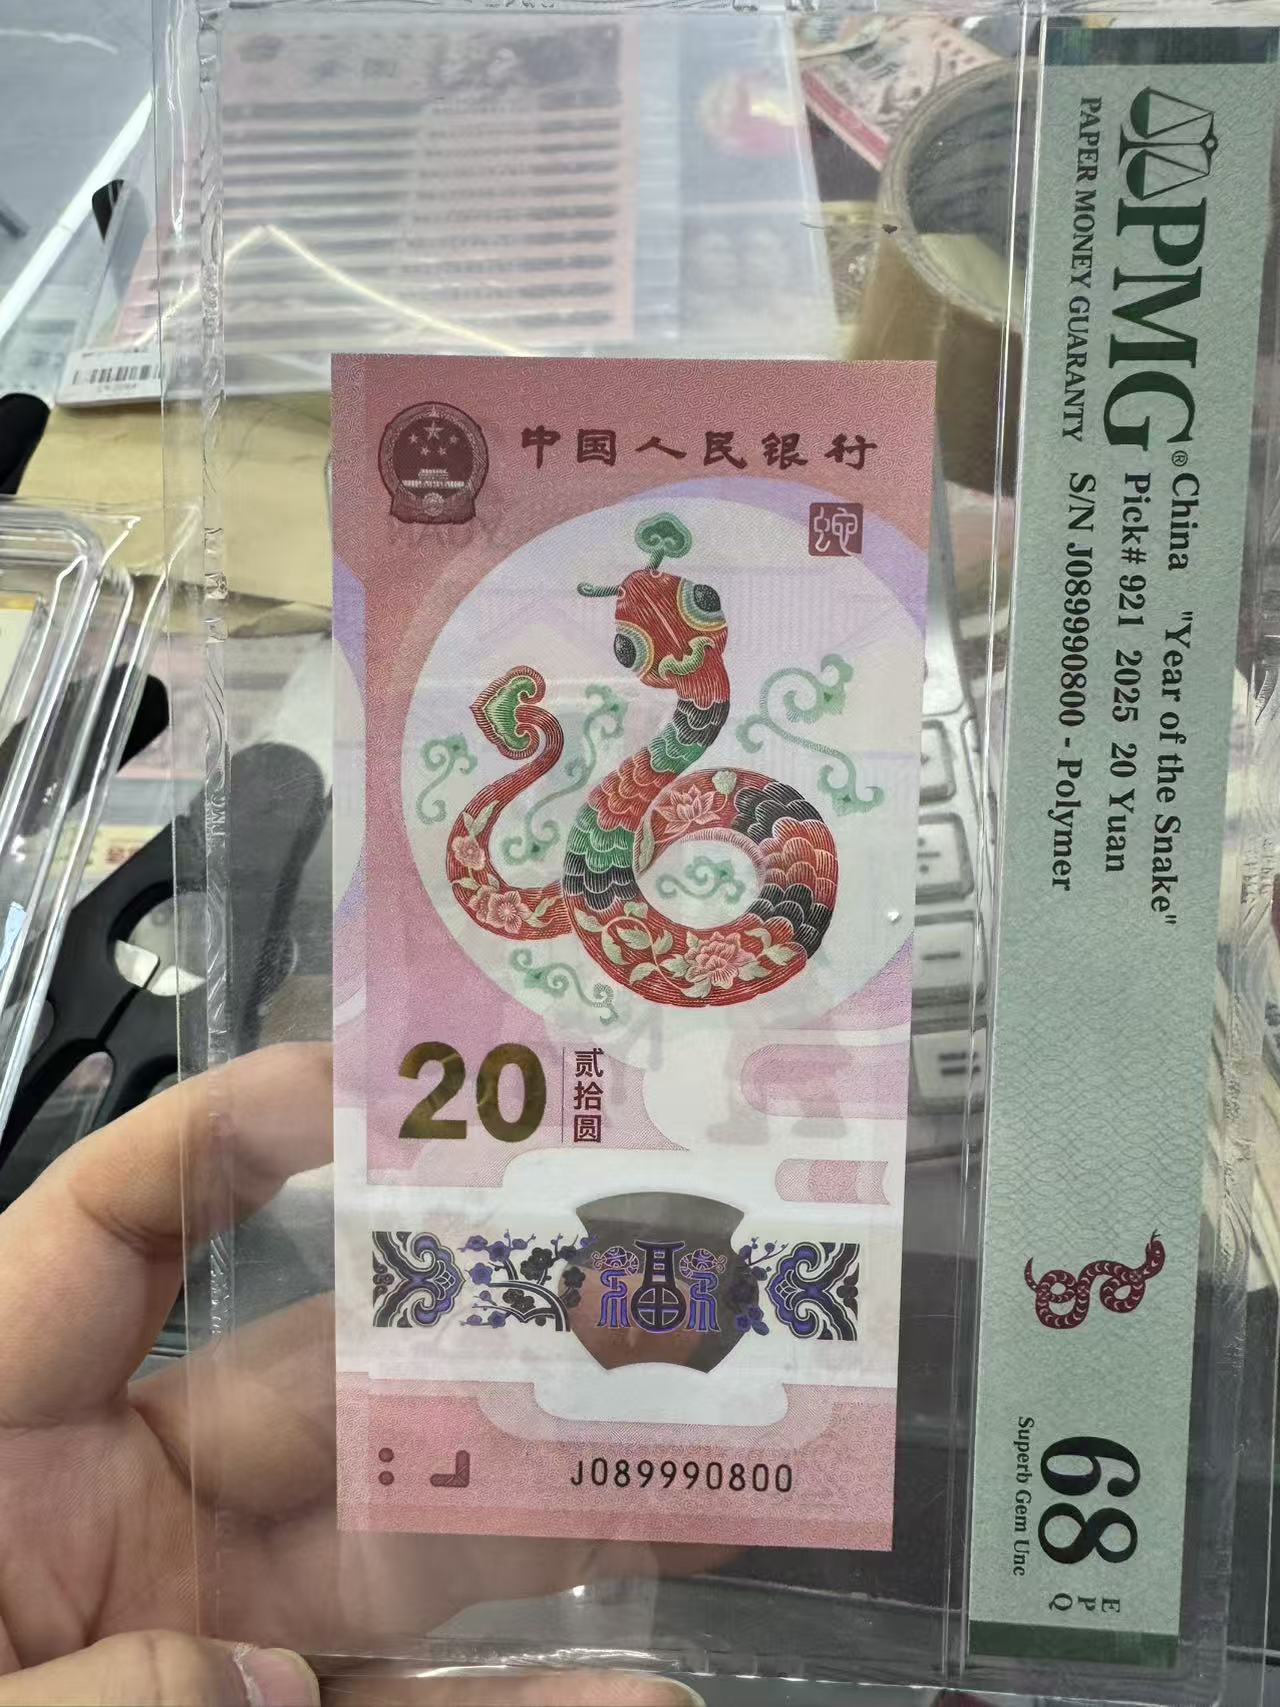 中国人民银行
20
贰拾圆
J089990800
PMG®
PAPER MONEY GUARANTY
China "Year of the Snake"
Pick# 921 2025 20 Yuan
S/N J089990800 - Polymer
68
EPQ
Superb Gem Unc